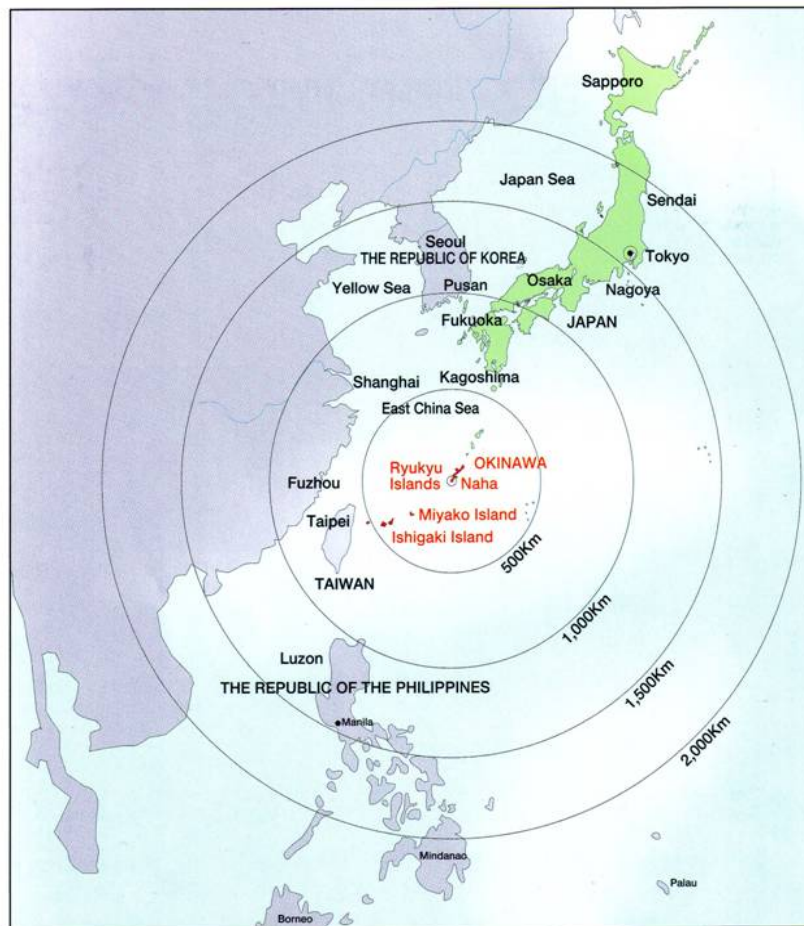 Sapporo
Japan Sea
Sendai
Seoul
THE REPUBLIC OF KOREA
Tokyo
Yellow Sea
Pusan
Osaka
Nagoya
Fukuoka
JAPAN
Shanghai
Kagoshima
East China Sea
Ryukyu
Islands
OKINAWA
Naha
Fuzhou
Taipei
Miyako Island
Ishigaki Island
500Km
TAIWAN
1,000Km
Luzon
THE REPUBLIC OF THE PHILIPPINES
1,500Km
Manila
2,000Km
Mindanao
Palau
Borneo